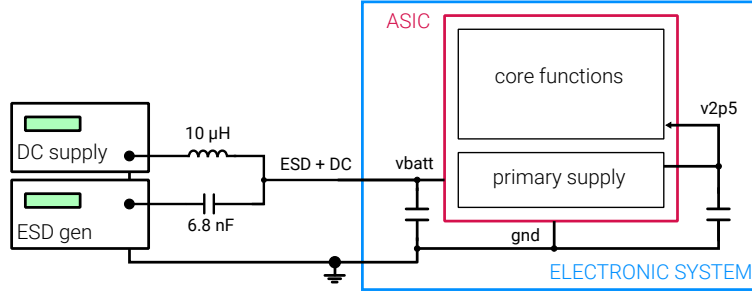 ASIC
core functions
v2p5
10 µH
DC supply
ESD + DC
vbatt
primary supply
ESD gen
6.8 nF
gnd
ELECTRONIC SYSTEM